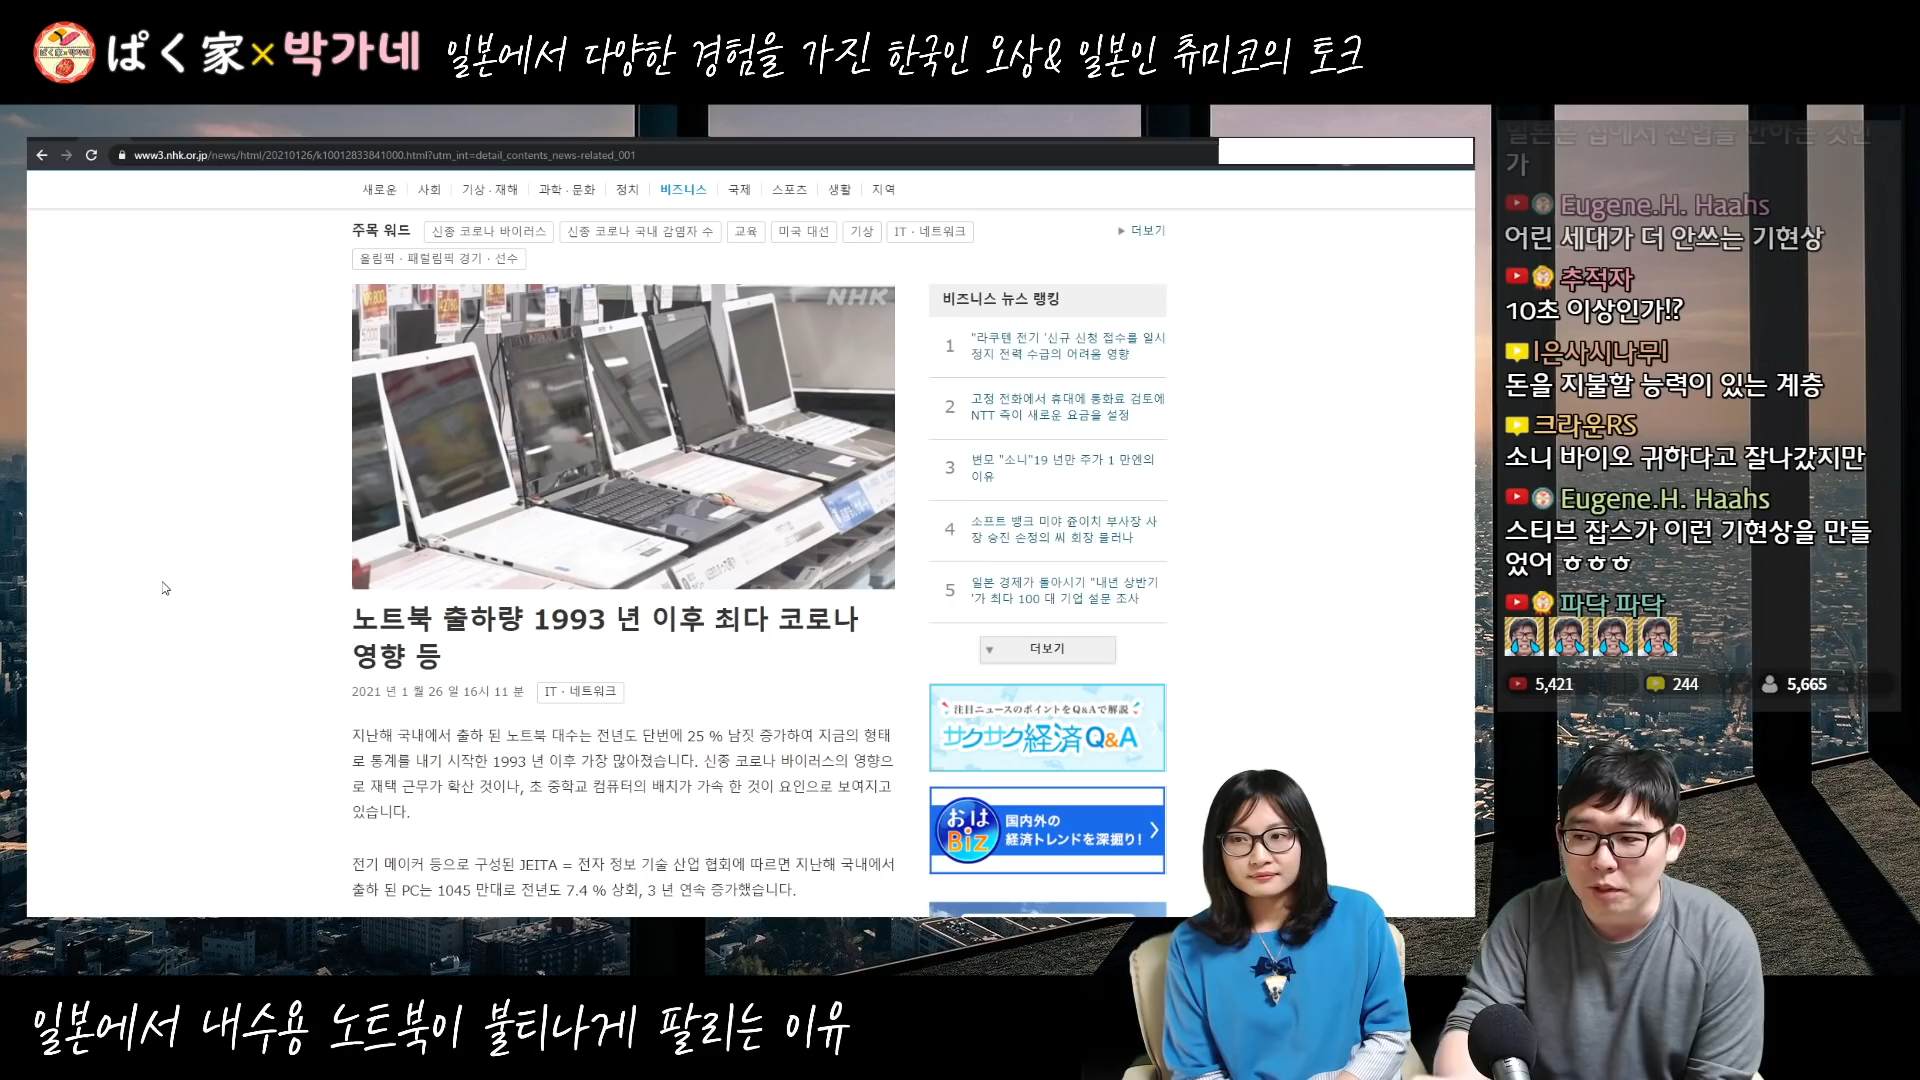 ぱく家×박가네 일본에서 다양한 경험을 가진 한국인 오상& 일본인 츄미코의 토크
www3.nhk.or.jp/news/html/20210126/k10012833841000.html?utm_int=detail_contents_news-related_001
새로운 사회 기상 · 재해 과학 · 문화 정치 비즈니스 국제 스포츠 생활 지역
주목 워드 신종 코로나 바이러스 신종 코로나 국내 감염자 수 교육 미국 대선 기상 IT · 네트워크 더보기
올림픽 · 패럴림픽 경기 · 선수
NHK
노트북 출하량 1993 년 이후 최다 코로나
영향 등
2021 년 1 월 26 일 16시 11 분 IT · 네트워크
지난해 국내에서 출하 된 노트북 대수는 전년도 단번에 25 % 남짓 증가하여 지금의 형태
로 통계를 내기 시작한 1993 년 이후 가장 많아졌습니다. 신종 코로나 바이러스의 영향으
로 재택 근무가 확산 것이나, 초 중학교 컴퓨터의 배치가 가속 한 것이 요인으로 보여지고
있습니다.
전기 메이커 등으로 구성된 JEITA = 전자 정보 기술 산업 협회에 따르면 지난해 국내에서
출하 된 PC는 1045 만대로 전년도 7.4 % 상회, 3 년 연속 증가했습니다.
비즈니스 뉴스 랭킹
1 "라쿠텐 전기 '신규 신청 접수를 일시
정지 전력 수급의 어려움 영향
2 고정 전화에서 휴대에 통화료 검토에
NTT 측이 새로운 요금을 설정
3 변모 "소니"19 년만 주가 1 만엔의
이유
4 소프트 뱅크 미야 쥰이치 부사장 사
장 승진 손정의 씨 회장 물러나
5 일본 경제가 돌아시기 "내년 상반기
'가 최다 100 대 기업 설문 조사
더보기
注目ニュースのポイントをQ&Aで解説
サクサク経済Q&A
おはBiz
国内外の
経済トレンドを深掘り!
일본은 집에서 산업을 안하는 것인
가
Eugene.H. Haahs
어린 세대가 더 안쓰는 기현상
추적자
10초 이상인가!?
l은사시나무l
돈을 지불할 능력이 있는 계층
크라운RS
소니 바이오 귀하다고 잘나갔지만
Eugene.H. Haahs
스티브 잡스가 이런 기현상을 만들
었어 ㅎㅎㅎ
파닥 파닥
5,421 244 5,665
일본에서 내수용 노트북이 불티나게 팔리는 이유